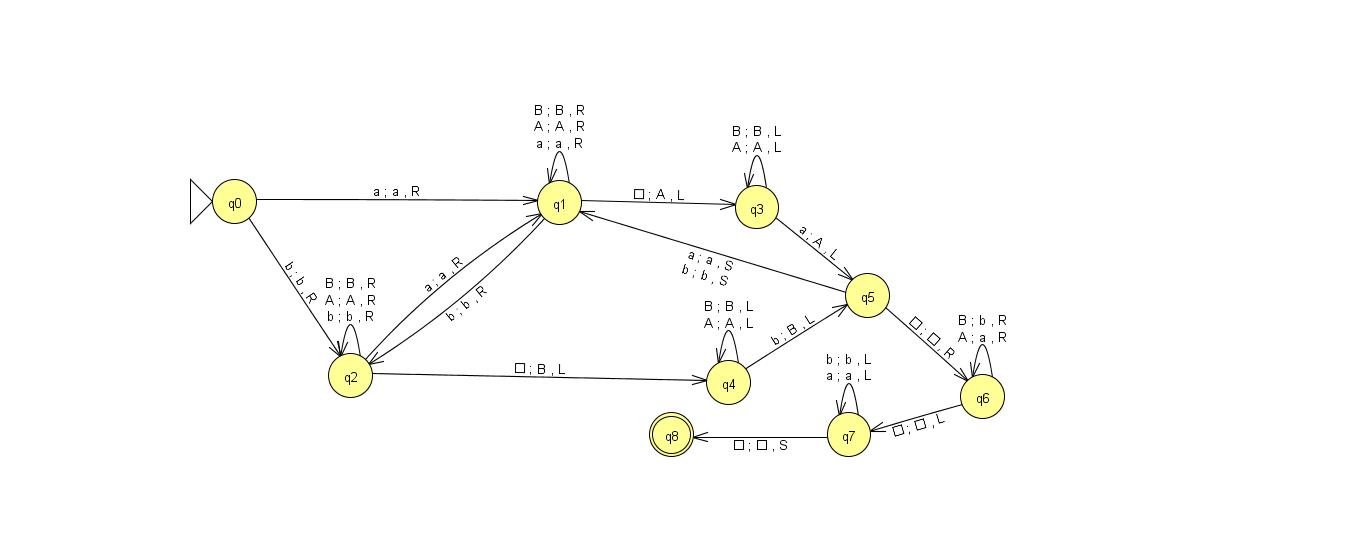 B ; B , R
A ; A , R
a ; a , R
B ; B , L
A ; A , L
a ; a , R
□ ; A , L
q0
q1
q3
a ; A , L
b ; b , R
a ; a , R
b ; b , R
a ; a , S
b ; b , S
B ; B , R
A ; A , R
b ; b , R
q5
B ; B , L
A ; A , L
b ; B , L
□ ; □ , R
B ; b , R
A ; a , R
b ; b , L
a ; a , L
□ ; B , L
q2
q4
q6
□ ; □ , L
q8
q7
□ ; □ , S